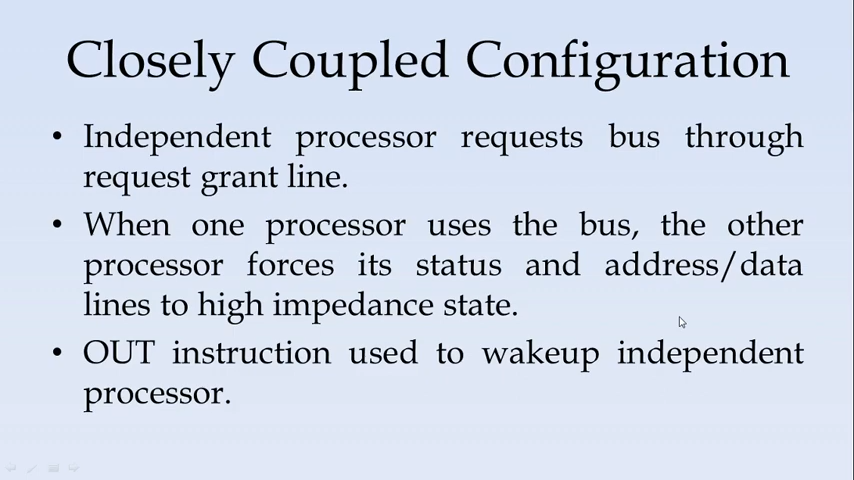 Closely Coupled Configuration
• Independent processor requests bus through
request grant line.
• When one processor uses the bus, the other
processor forces its status and address/data
lines to high impedance state.
• OUT instruction used to wakeup independent
processor.